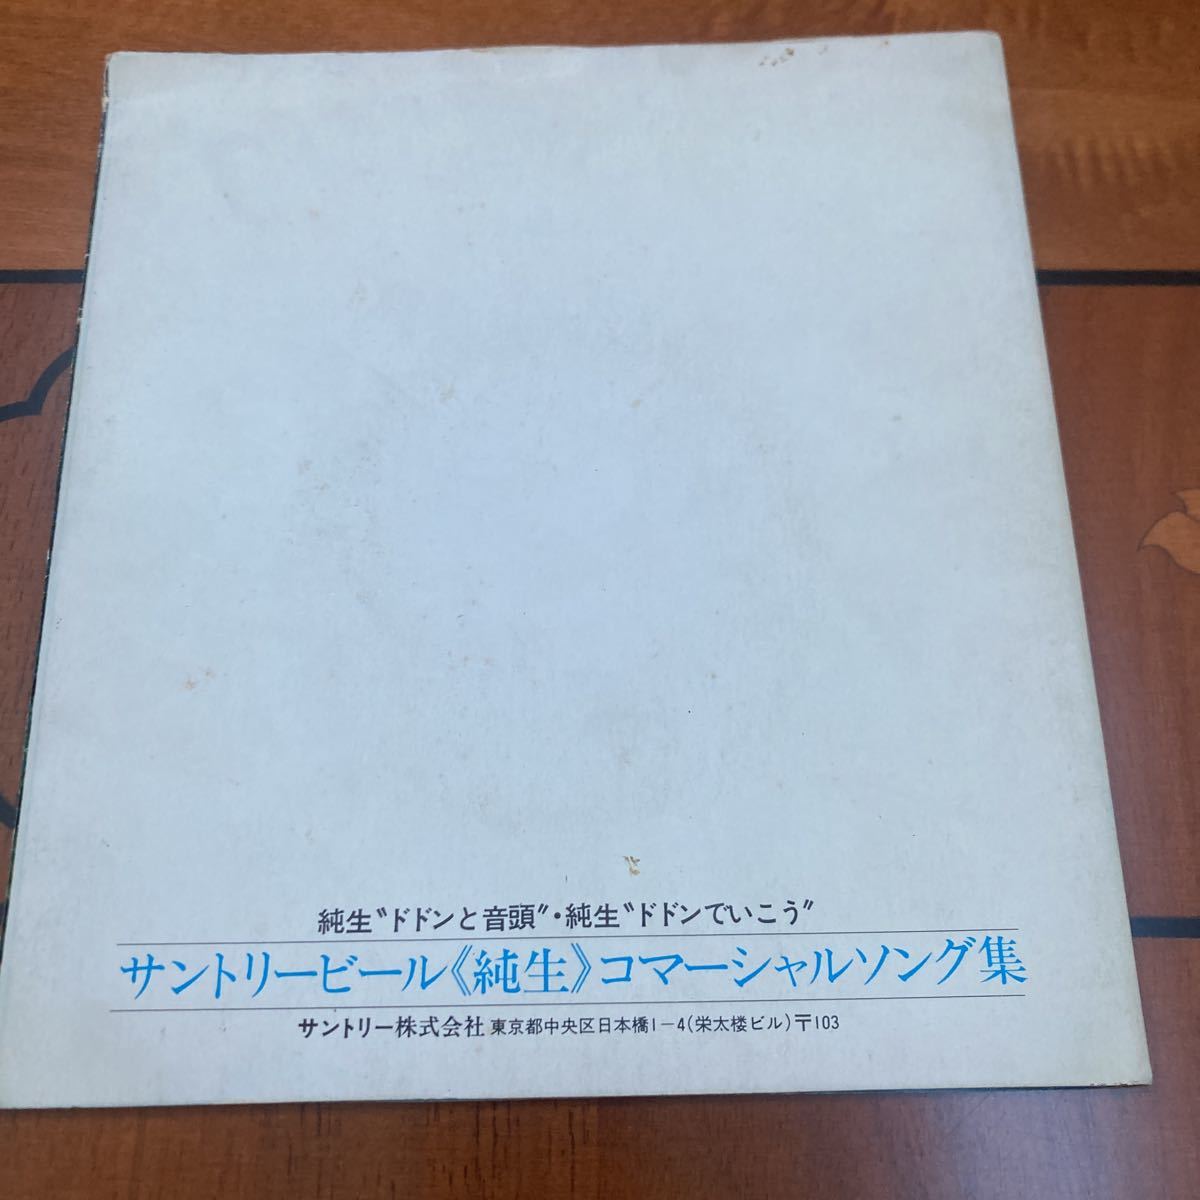 純生〝ドドンと音頭〟・純生〝ドドンでいこう〟
サントリービール《純生》コマーシャルソング集
サントリー株式会社 東京都中央区日本橋1−4(栄太楼ビル)〒103